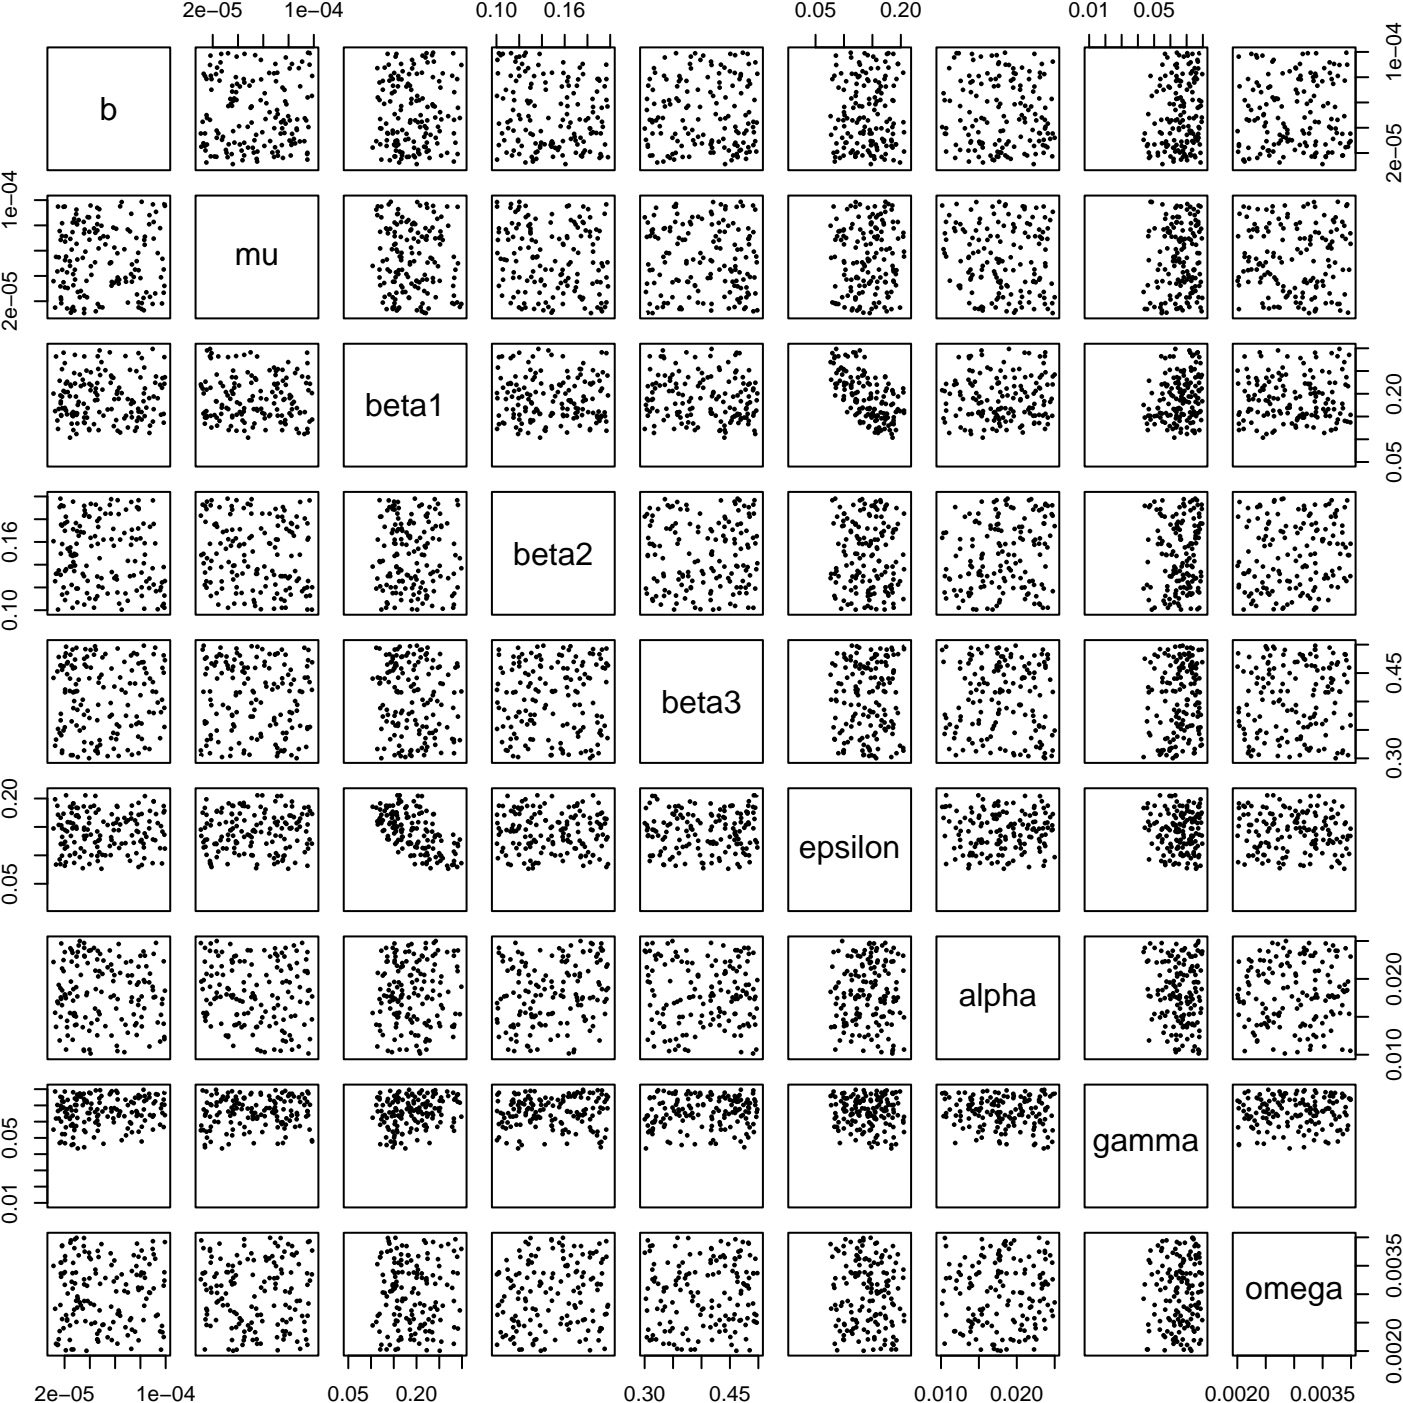 2e−05 1e−04 0.10 0.16 0.05 0.20 0.01 0.05
b 2e−05 1e−04
2e−05 1e−04 mu
beta1 0.05 0.20
0.10 0.16 beta2
beta3 0.30 0.45
0.05 0.20 epsilon
alpha 0.010 0.020
0.01 0.05 gamma
omega 0.0020 0.0035
2e−05 1e−04 0.05 0.20 0.30 0.45 0.010 0.020 0.0020 0.0035